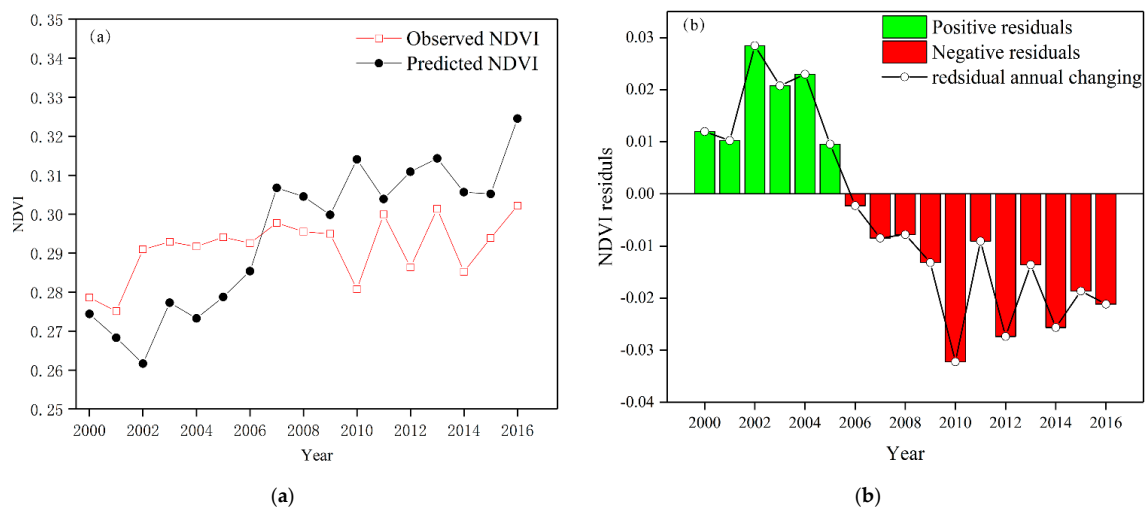 (a)
Observed NDVI
Predicted NDVI
0.35
0.34
0.33
0.32
0.31
0.30
0.29
0.28
0.27
0.26
0.25
NDVI
2000 2002 2004 2006 2008 2010 2012 2014 2016
Year
(a)
(b)
Positive residuals
Negative residuals
redsidual annual changing
0.03
0.02
0.01
0.00
-0.01
-0.02
-0.03
-0.04
NDVI residuls
2000 2002 2004 2006 2008 2010 2012 2014 2016
Year
(b)